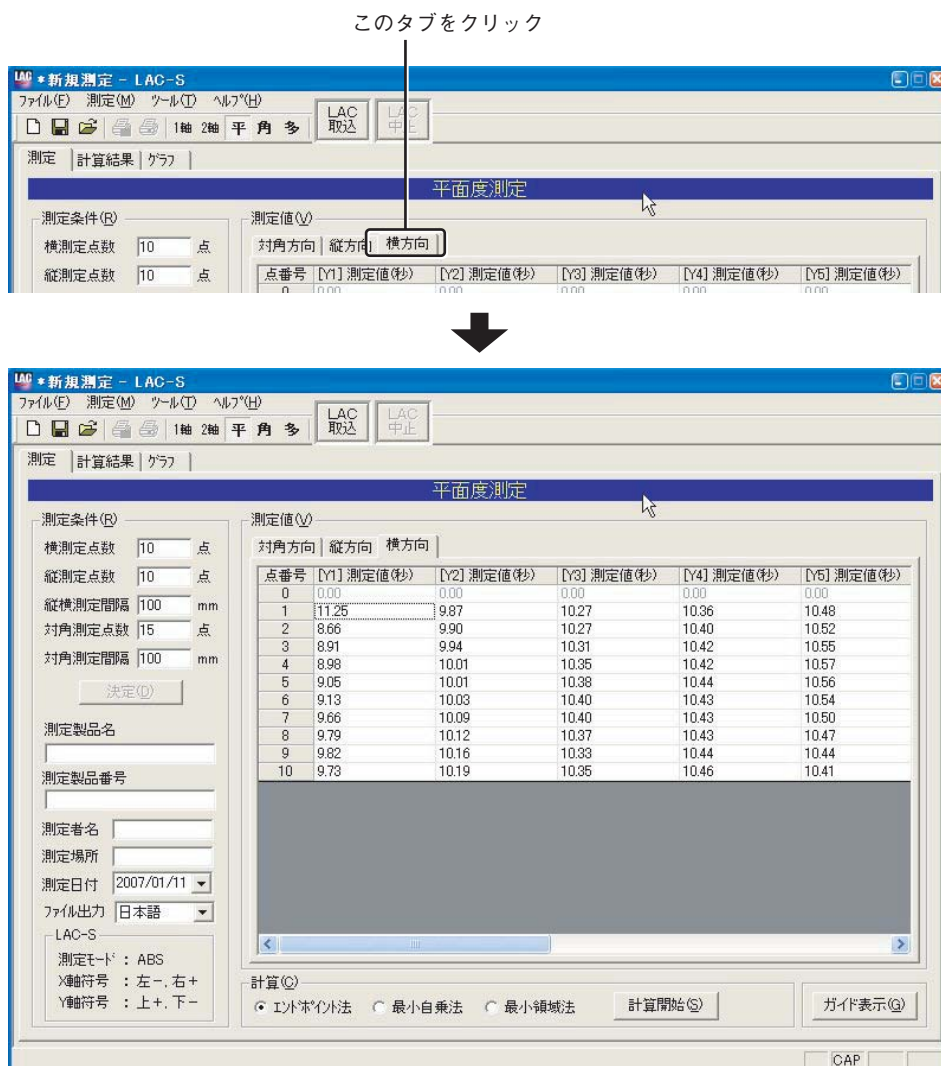 このタブをクリック
LAC *新規測定 - LAC-S
ファイル(F) 測定(M) ツール(T) ヘルプ(H)
1軸 2軸 平 角 多 LAC取込 LAC中止
測定 計算結果 グラフ
平面度測定
測定条件(R) 測定値(V)
横測定点数 10 点 対角方向 縦方向 横方向
縦測定点数 10 点 点番号 [Y1] 測定値(秒) [Y2] 測定値(秒) [Y3] 測定値(秒) [Y4] 測定値(秒) [Y5] 測定値(秒)
0 0.00 0.00 0.00 0.00 0.00
LAC *新規測定 - LAC-S
ファイル(F) 測定(M) ツール(T) ヘルプ(H)
1軸 2軸 平 角 多 LAC取込 LAC中止
測定 計算結果 グラフ
平面度測定
測定条件(R)
横測定点数 10 点
縦測定点数 10 点
縦横測定間隔 100 mm
対角測定点数 15 点
対角測定間隔 100 mm
決定(D)
測定製品名
測定製品番号
測定者名
測定場所
測定日付 2007/01/11
ファイル出力 日本語
LAC-S
測定モード : ABS
X軸符号 : 左-,右+
Y軸符号 : 上+,下-
測定値(V)
対角方向 縦方向 横方向
点番号 [Y1] 測定値(秒) [Y2] 測定値(秒) [Y3] 測定値(秒) [Y4] 測定値(秒) [Y5] 測定値(秒)
0 0.00 0.00 0.00 0.00 0.00
1 11.25 9.87 10.27 10.36 10.48
2 8.66 9.90 10.27 10.40 10.52
3 8.91 9.94 10.31 10.42 10.55
4 8.98 10.01 10.35 10.42 10.57
5 9.05 10.01 10.38 10.44 10.56
6 9.13 10.03 10.40 10.43 10.54
7 9.66 10.09 10.40 10.43 10.50
8 9.79 10.12 10.37 10.43 10.47
9 9.82 10.16 10.33 10.44 10.44
10 9.73 10.19 10.35 10.46 10.41
計算(C)
エンドポイント法 最小自乗法 最小領域法 計算開始(S) ガイド表示(G)
CAP